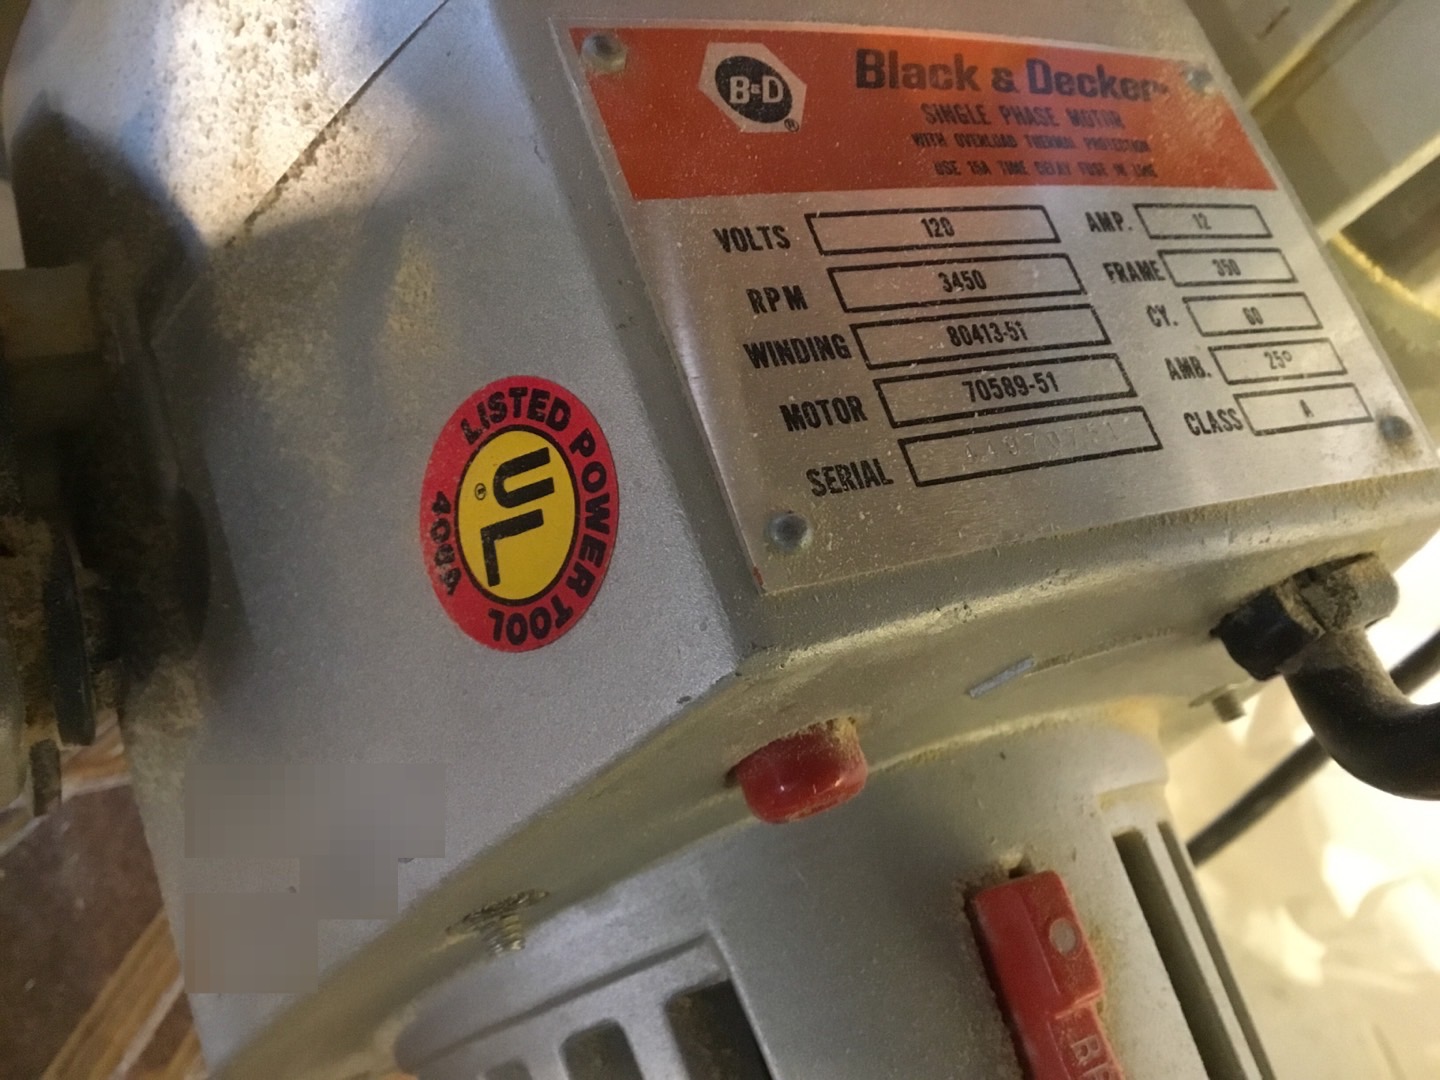 B&D
®
Black & Decker
SINGLE PHASE MOTOR
WITH OVERLOAD THERMAL PROTECTION
USE 25A TIME DELAY FUSE IN LINE
VOLTS 120 AMP. 12
RPM 3450 FRAME 350
WINDING 80413-51 CY. 60
MOTOR 70589-51 AMB. 25°
SERIAL CLASS A
LISTED POWER TOOL
UL
®